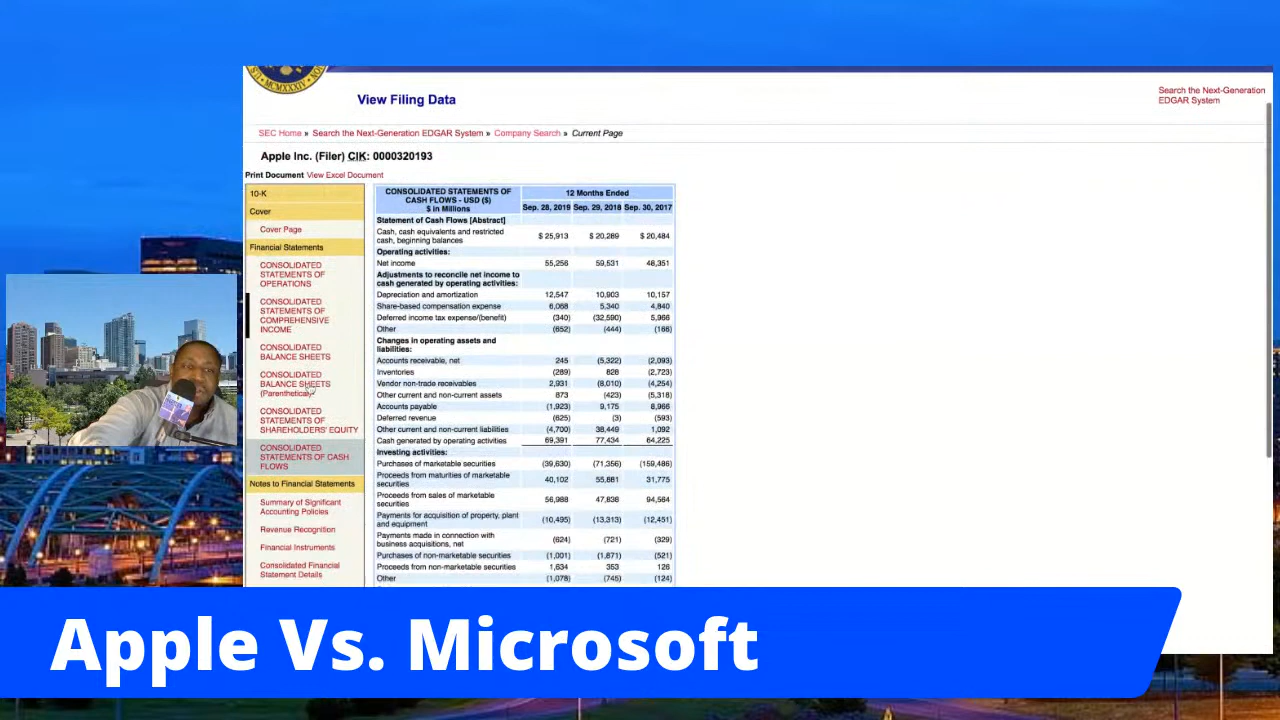 MCMXXXIV
View Filing Data
Search the Next-Generation
EDGAR System
SEC Home » Search the Next-Generation EDGAR System » Company Search » Current Page
Apple Inc. (Filer) CIK: 0000320193
Print Document View Excel Document
10-K
Cover
Cover Page
Financial Statements
CONSOLIDATED
STATEMENTS OF
OPERATIONS
CONSOLIDATED
STATEMENTS OF
COMPREHENSIVE
INCOME
CONSOLIDATED
BALANCE SHEETS
CONSOLIDATED
BALANCE SHEETS
(Parenthetical)
CONSOLIDATED
STATEMENTS OF
SHAREHOLDERS' EQUITY
CONSOLIDATED
STATEMENTS OF CASH
FLOWS
Notes to Financial Statements
Summary of Significant
Accounting Policies
Revenue Recognition
Financial Instruments
Consolidated Financial
Statement Details
CONSOLIDATED STATEMENTS OF
CASH FLOWS - USD ($)
$ in Millions
12 Months Ended
Sep. 28, 2019 Sep. 29, 2018 Sep. 30, 2017
Statement of Cash Flows [Abstract]
Cash, cash equivalents and restricted
cash, beginning balances $ 25,913 $ 20,289 $ 20,484
Operating activities:
Net income 55,256 59,531 48,351
Adjustments to reconcile net income to
cash generated by operating activities:
Depreciation and amortization 12,547 10,903 10,157
Share-based compensation expense 6,068 5,340 4,840
Deferred income tax expense/(benefit) (340) (32,590) 5,966
Other (652) (444) (166)
Changes in operating assets and
liabilities:
Accounts receivable, net 245 (5,322) (2,093)
Inventories (289) 828 (2,723)
Vendor non-trade receivables 2,931 (8,010) (4,254)
Other current and non-current assets 873 (423) (5,318)
Accounts payable (1,923) 9,175 8,966
Deferred revenue (625) (3) (593)
Other current and non-current liabilities (4,700) 38,449 1,092
Cash generated by operating activities 69,391 77,434 64,225
Investing activities:
Purchases of marketable securities (39,630) (71,356) (159,486)
Proceeds from maturities of marketable
securities 40,102 55,881 31,775
Proceeds from sales of marketable
securities 56,988 47,838 94,564
Payments for acquisition of property, plant
and equipment (10,495) (13,313) (12,451)
Payments made in connection with
business acquisitions, net (624) (721) (329)
Purchases of non-marketable securities (1,001) (1,871) (521)
Proceeds from non-marketable securities 1,634 353 126
Other (1,078) (745) (124)
Apple Vs. Microsoft